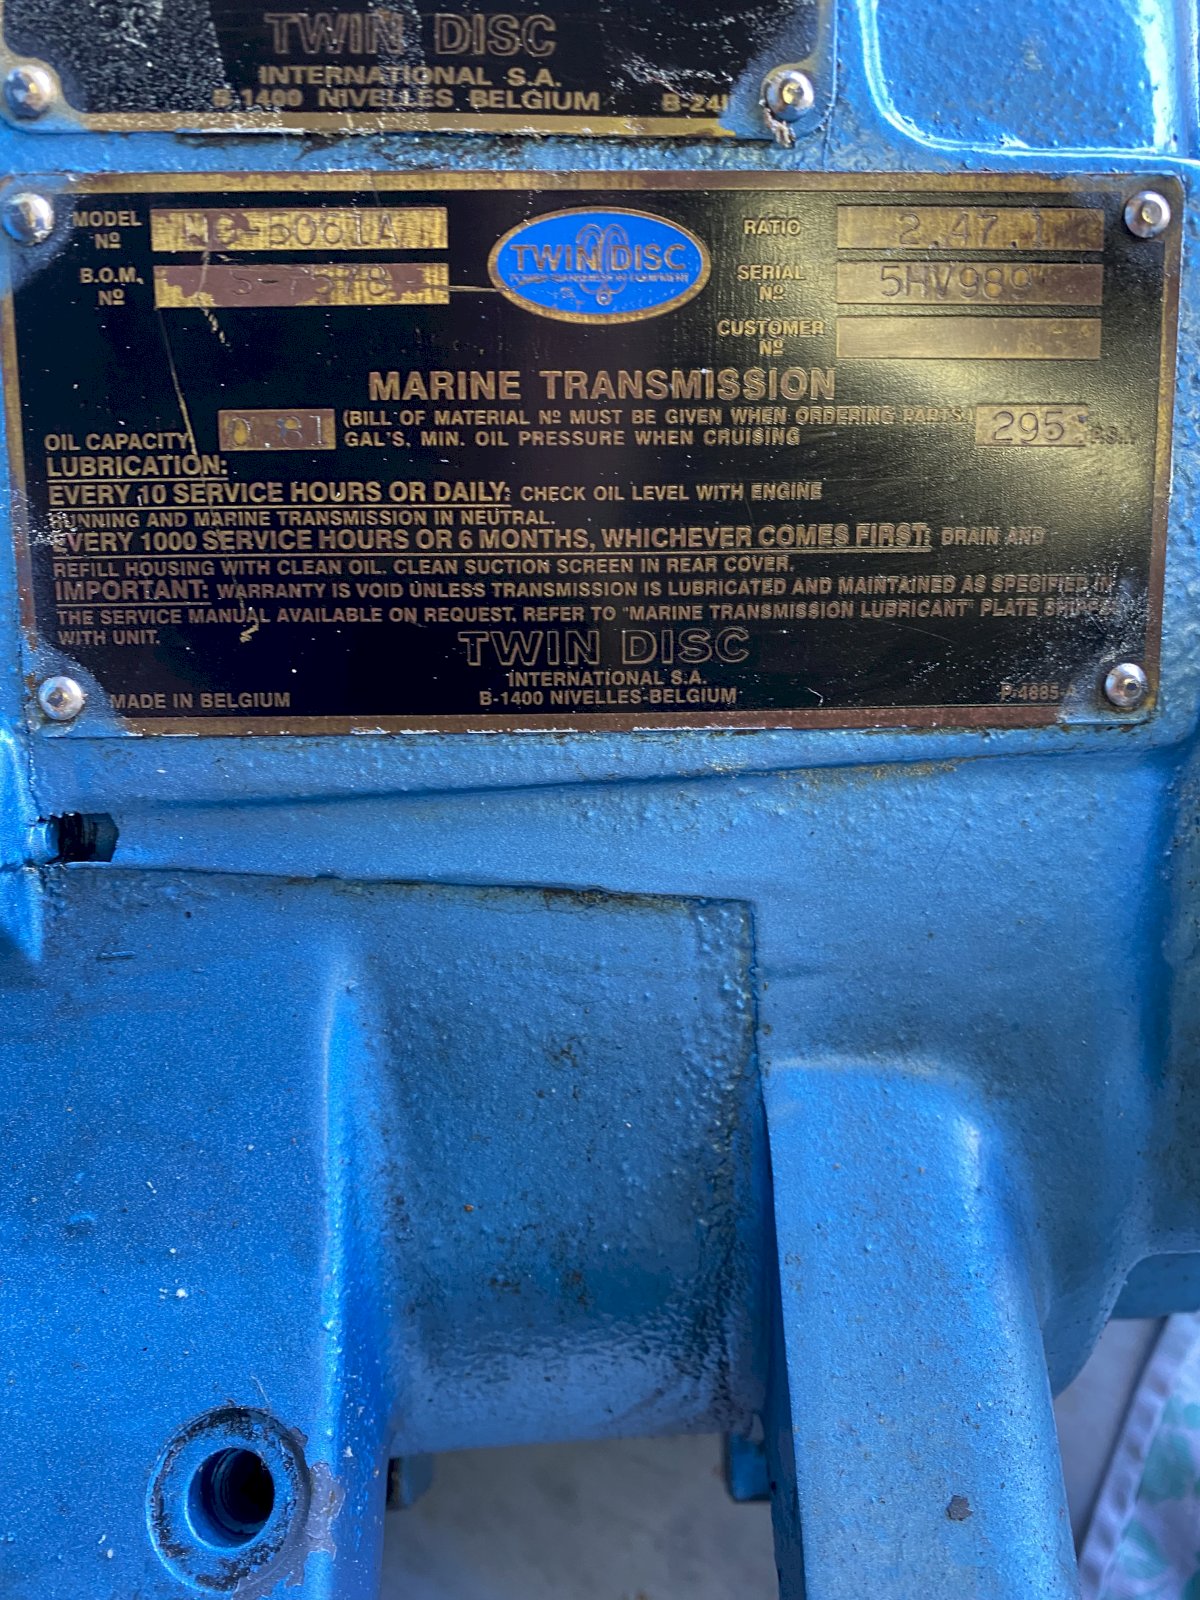 TWIN DISC
INTERNATIONAL S.A.
B-1400 NIVELLES BELGIUM
MODEL Nº MG-5061A
B.O.M. Nº
TWIN DISC
RATIO 2.47.1
SERIAL Nº 5HV989
CUSTOMER Nº
MARINE TRANSMISSION
(BILL OF MATERIAL Nº MUST BE GIVEN WHEN ORDERING PARTS)
OIL CAPACITY 0.81 GAL'S. MIN. OIL PRESSURE WHEN CRUISING 295 P.S.I.
LUBRICATION:
EVERY 10 SERVICE HOURS OR DAILY: CHECK OIL LEVEL WITH ENGINE
RUNNING AND MARINE TRANSMISSION IN NEUTRAL.
EVERY 1000 SERVICE HOURS OR 6 MONTHS, WHICHEVER COMES FIRST: DRAIN AND
REFILL HOUSING WITH CLEAN OIL. CLEAN SUCTION SCREEN IN REAR COVER.
IMPORTANT: WARRANTY IS VOID UNLESS TRANSMISSION IS LUBRICATED AND MAINTAINED AS SPECIFIED IN
THE SERVICE MANUAL AVAILABLE ON REQUEST. REFER TO "MARINE TRANSMISSION LUBRICANT" PLATE SHIPPED
WITH UNIT.
TWIN DISC
INTERNATIONAL S.A.
MADE IN BELGIUM B-1400 NIVELLES-BELGIUM P-4885-A